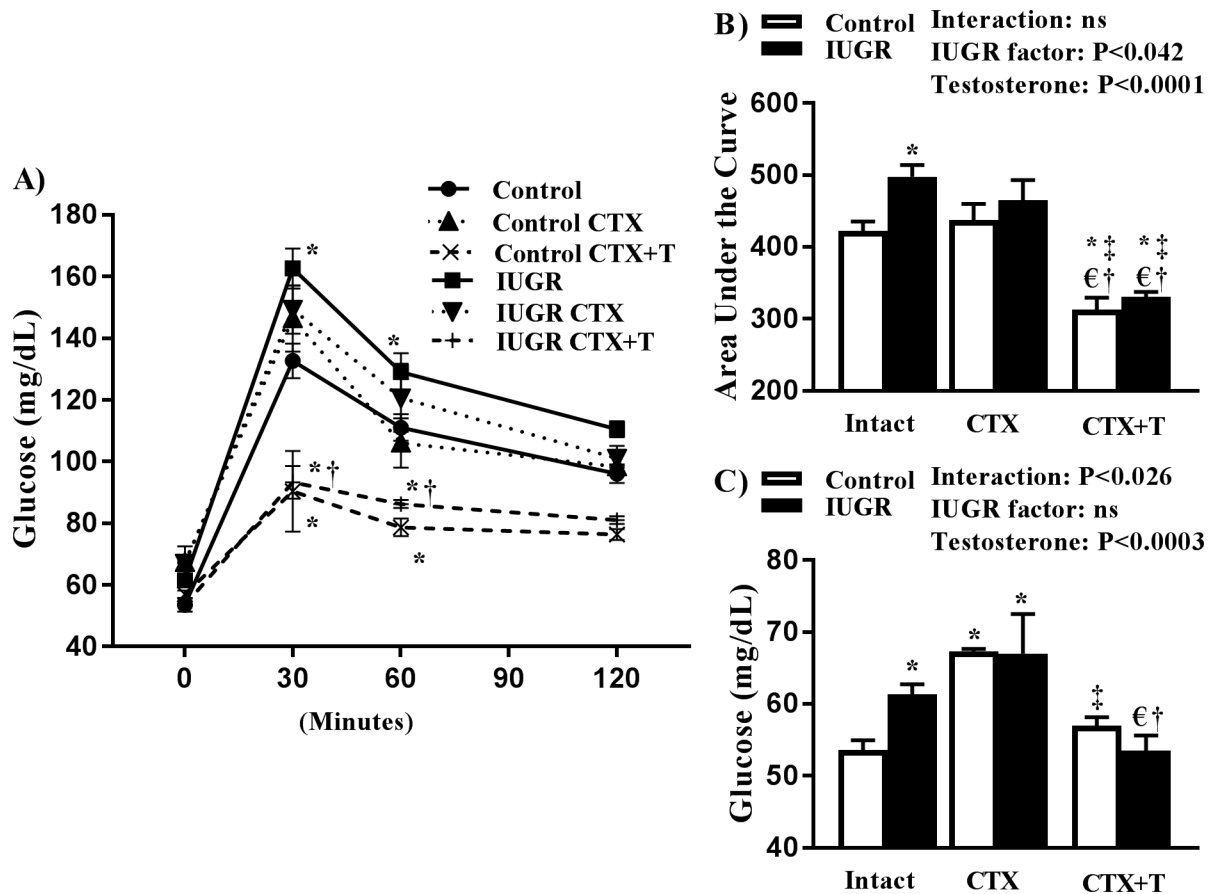 A)
Control
Control CTX
Control CTX+T
IUGR
IUGR CTX
IUGR CTX+T
Glucose (mg/dL)
180
160
140
120
100
80
60
40
*
*
*†
*†
*
*
0 30 60 90 120
(Minutes)
B)
Control
IUGR
Interaction: ns
IUGR factor: P<0.042
Testosterone: P<0.0001
Area Under the Curve
600
500
400
300
200
*
*‡ *‡
€† €†
Intact CTX CTX+T
C)
Control
IUGR
Interaction: P<0.026
IUGR factor: ns
Testosterone: P<0.0003
Glucose (mg/dL)
80
70
60
50
40
* * * ‡ €†
Intact CTX CTX+T